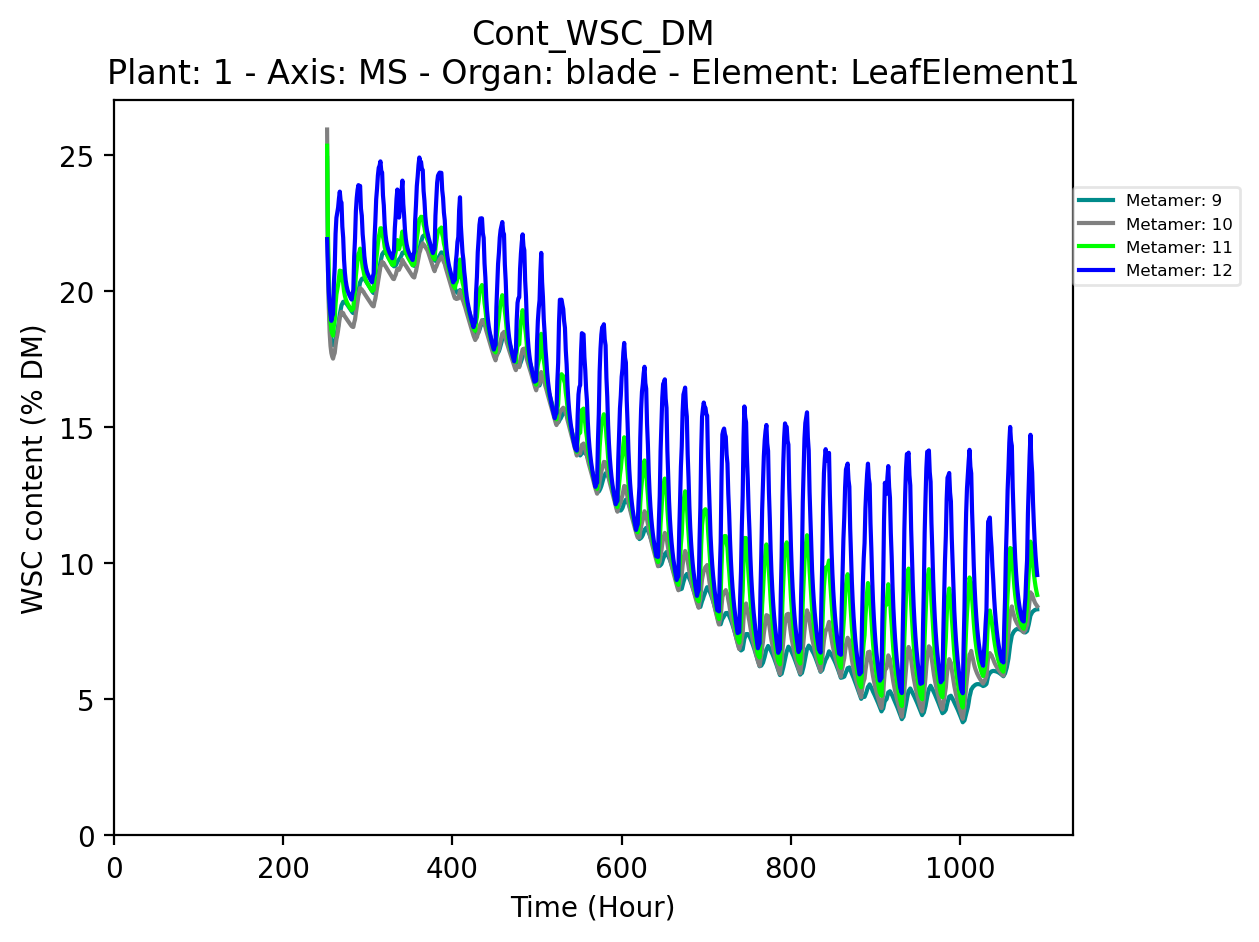 Cont_WSC_DM
Plant: 1 - Axis: MS - Organ: blade - Element: LeafElement1
25
20
15
10
5
0
WSC content (% DM)
0 200 400 600 800 1000
Time (Hour)
Metamer: 9
Metamer: 10
Metamer: 11
Metamer: 12